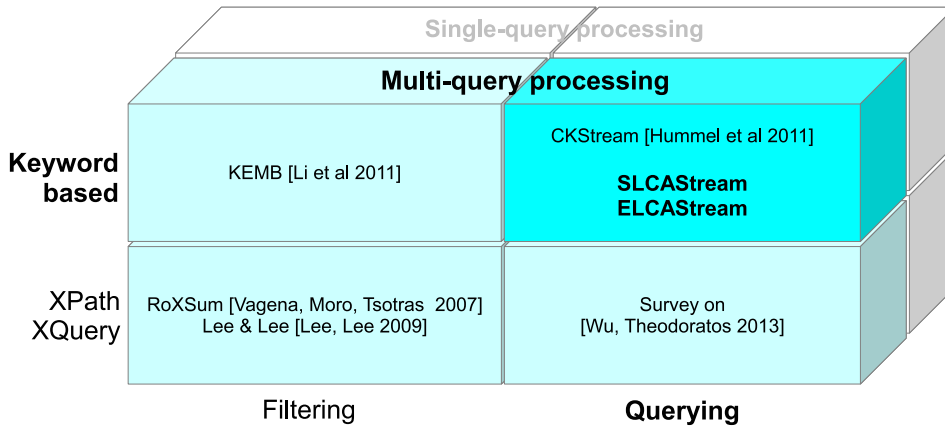 Single-query processing
Multi-query processing
Keyword
based
KEMB [Li et al 2011]
CKStream [Hummel et al 2011]
SLCAStream
ELCAStream
XPath
XQuery
RoXSum [Vagena, Moro, Tsotras 2007]
Lee & Lee [Lee, Lee 2009]
Survey on
[Wu, Theodoratos 2013]
Filtering
Querying